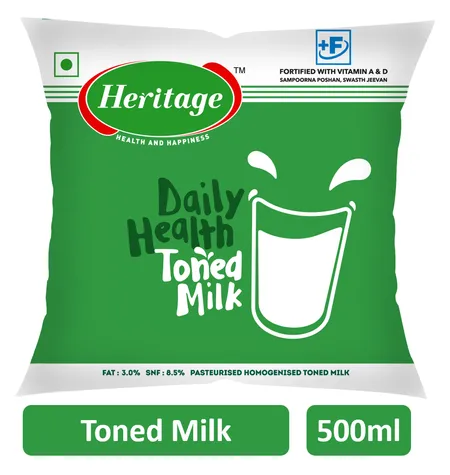 +F
FORTIFIED WITH VITAMIN A & D
SAMPOORNA POSHAN, SWASTH JEEVAN
Heritage TM
HEALTH AND HAPPINESS
Daily
Health
Toned
Milk
FAT : 3.0% SNF : 8.5% PASTEURISED HOMOGENISED TONED MILK
Toned Milk
500ml